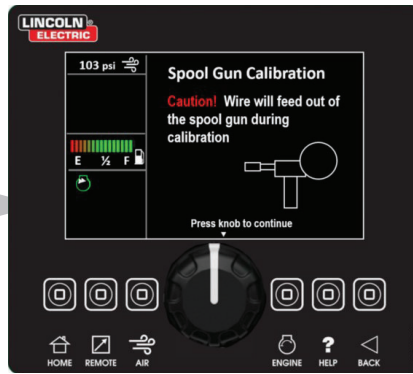 LINCOLN®
ELECTRIC
103 psi
Spool Gun Calibration
Caution! Wire will feed out of
the spool gun during
calibration
E ½ F
Press knob to continue
HOME REMOTE AIR ENGINE ? HELP BACK